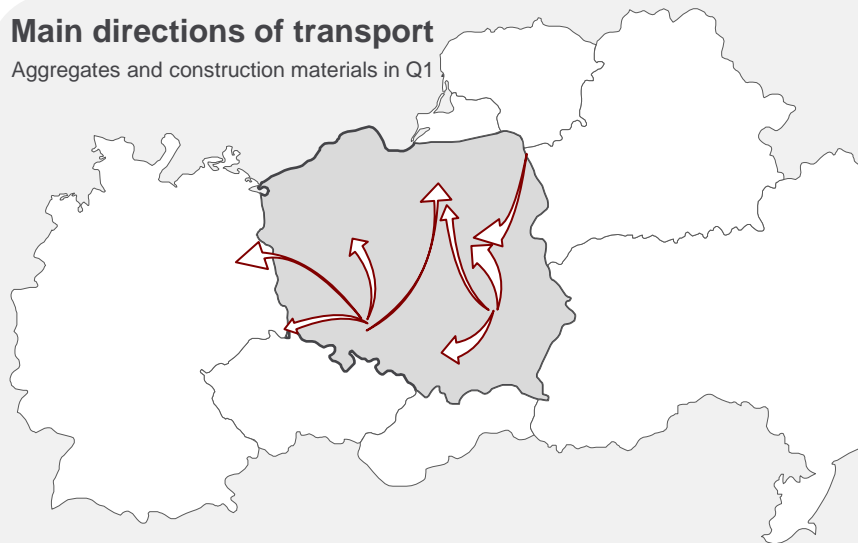 Main directions of transport
Aggregates and construction materials in Q1